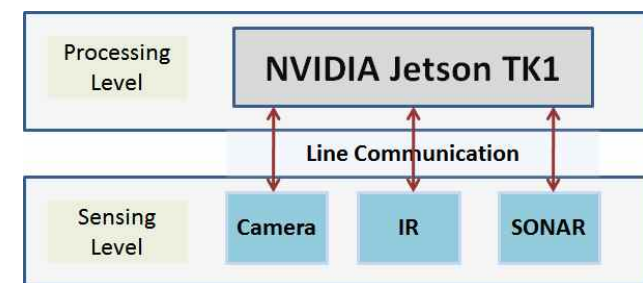 Processing
Level
NVIDIA Jetson TK1
Line Communication
Sensing
Level
Camera
IR
SONAR